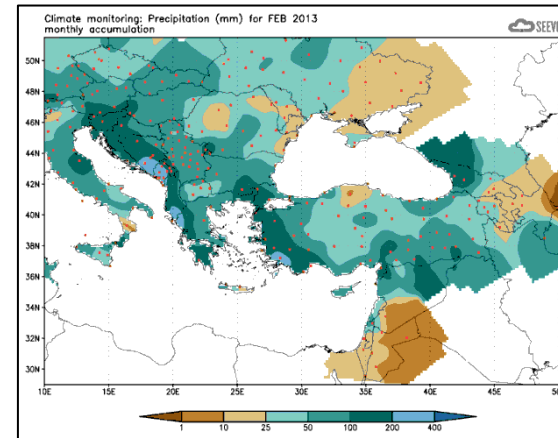 Climate monitoring: Precipitation (mm) for FEB 2013
monthly accumulation
50N
48N
46N
44N
42N
40N
38N
36N
34N
32N
30N
10E 15E 20E 25E 30E 35E 40E 45E
1 10 25 50 100 200 400